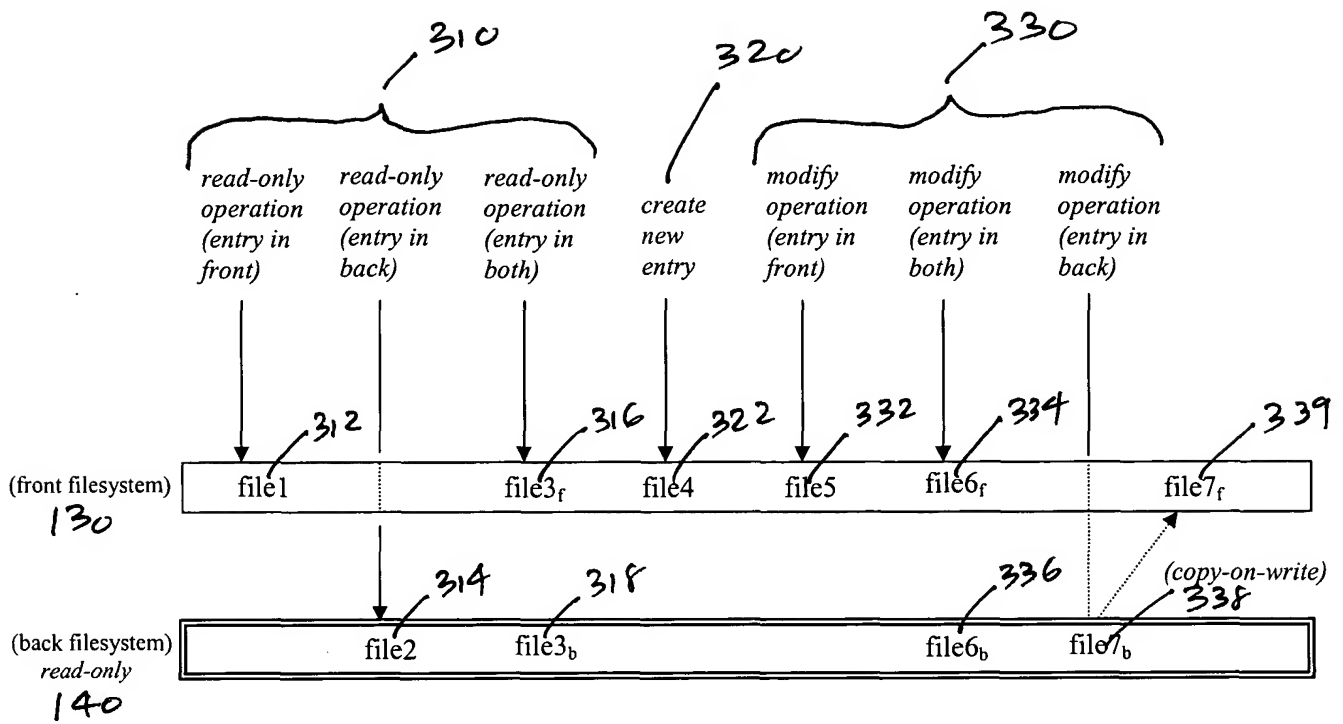 310
320
330
read-only operation (entry in front)
read-only operation (entry in back)
read-only operation (entry in both)
create new entry
modify operation (entry in front)
modify operation (entry in both)
modify operation (entry in back)
312
316
322
332
334
339
(front filesystem)
130
file1
file3f
file4
file5
file6f
file7f
(copy-on-write)
314
318
336
338
(back filesystem)
read-only
140
file2
file3b
file6b
file7b